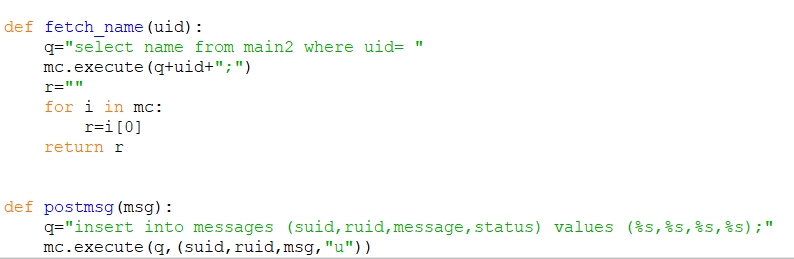 def fetch_name(uid):
    q="select name from main2 where uid= "
    mc.execute(q+uid+";")
    r=""
    for i in mc:
        r=i[0]
    return r
def postmsg(msg):
    q="insert into messages (suid,ruid,message,status) values (%s,%s,%s,%s);"
    mc.execute(q,(suid,ruid,msg,"u"))